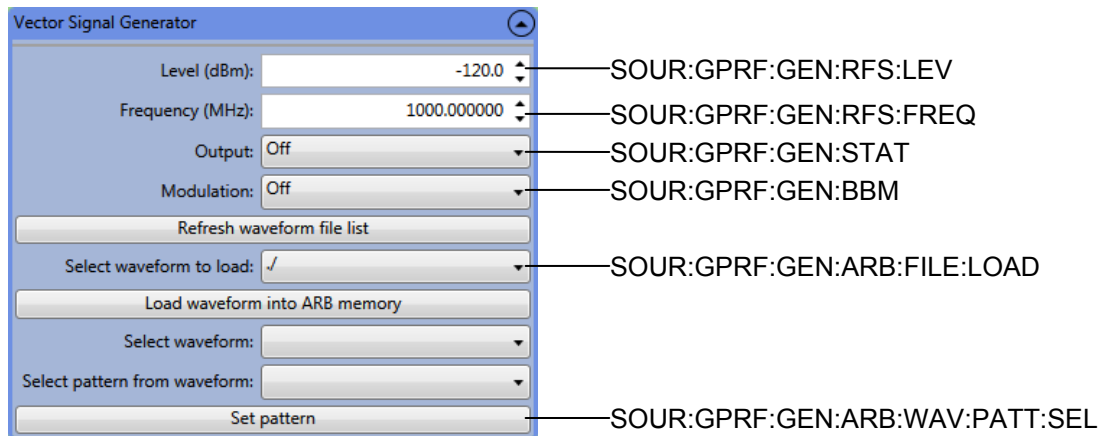 Vector Signal Generator
Level (dBm): -120.0 SOUR:GPRF:GEN:RFS:LEV
Frequency (MHz): 1000.000000 SOUR:GPRF:GEN:RFS:FREQ
Output: Off SOUR:GPRF:GEN:STAT
Modulation: Off SOUR:GPRF:GEN:BBM
Refresh waveform file list
Select waveform to load: ./ SOUR:GPRF:GEN:ARB:FILE:LOAD
Load waveform into ARB memory
Select waveform:
Select pattern from waveform:
Set pattern SOUR:GPRF:GEN:ARB:WAV:PATT:SEL